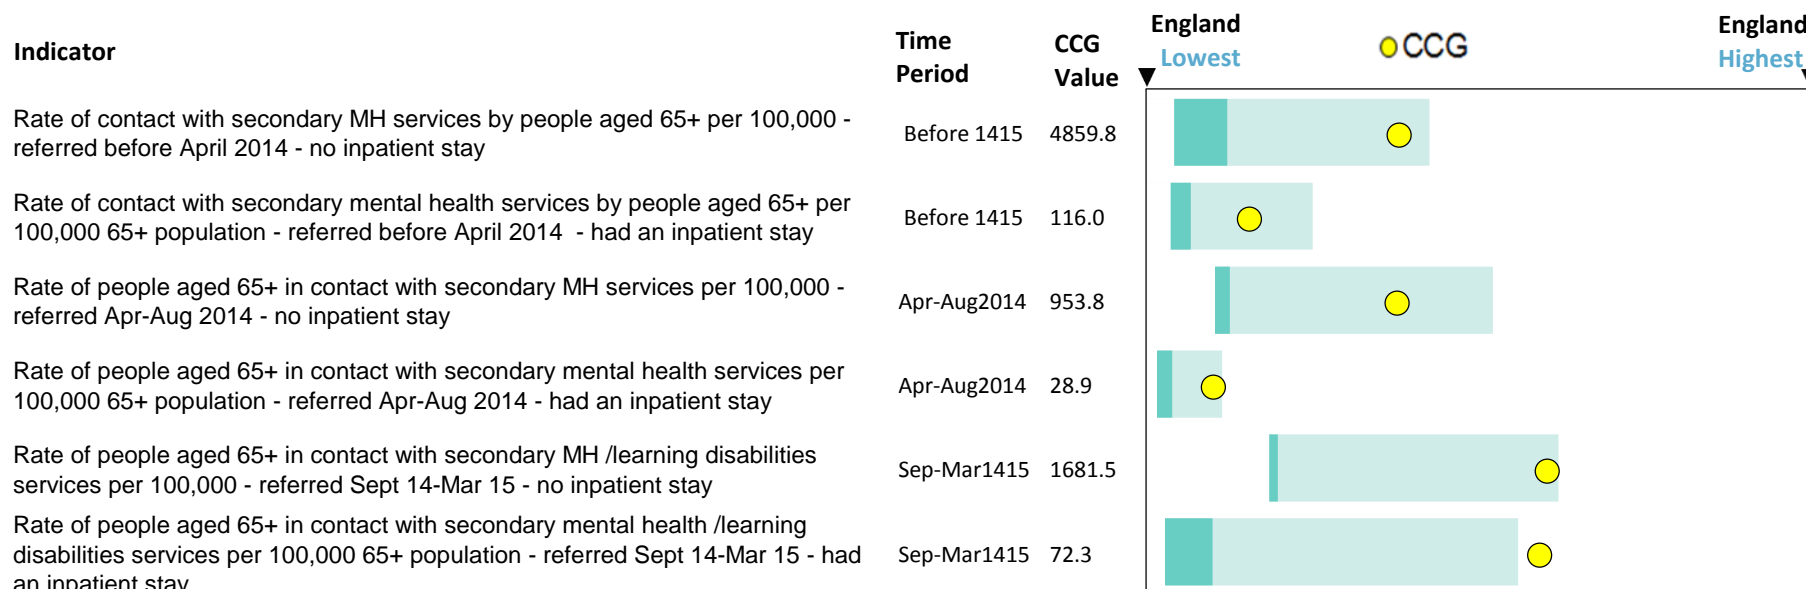 Indicator
Time
Period
CCG
Value
England
Lowest
CCG
England
Highest
Rate of contact with secondary MH services by people aged 65+ per 100,000 -
referred before April 2014 - no inpatient stay
Before 1415 4859.8
Rate of contact with secondary mental health services by people aged 65+ per
100,000 65+ population - referred before April 2014  - had an inpatient stay
Before 1415 116.0
Rate of people aged 65+ in contact with secondary MH services per 100,000 -
referred Apr-Aug 2014 - no inpatient stay
Apr-Aug2014 953.8
Rate of people aged 65+ in contact with secondary mental health services per
100,000 65+ population - referred Apr-Aug 2014 - had an inpatient stay
Apr-Aug2014 28.9
Rate of people aged 65+ in contact with secondary MH /learning disabilities
services per 100,000 - referred Sept 14-Mar 15 - no inpatient stay
Sep-Mar1415 1681.5
Rate of people aged 65+ in contact with secondary mental health /learning
disabilities services per 100,000 65+ population - referred Sept 14-Mar 15 - had
an inpatient stay
Sep-Mar1415 72.3